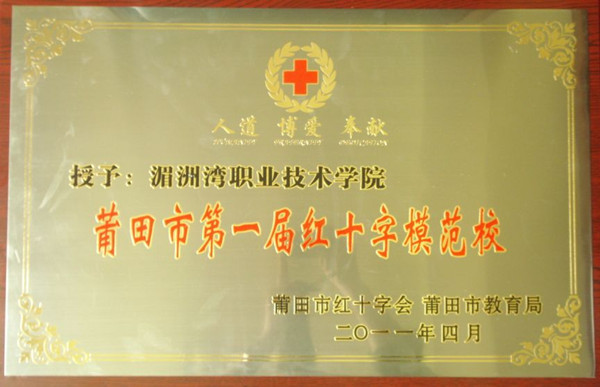 人道 博爱 奉献
授予：湄洲湾职业技术学院
莆田市第一届红十字模范校
莆田市红十字会 莆田市教育局
二〇一一年四月